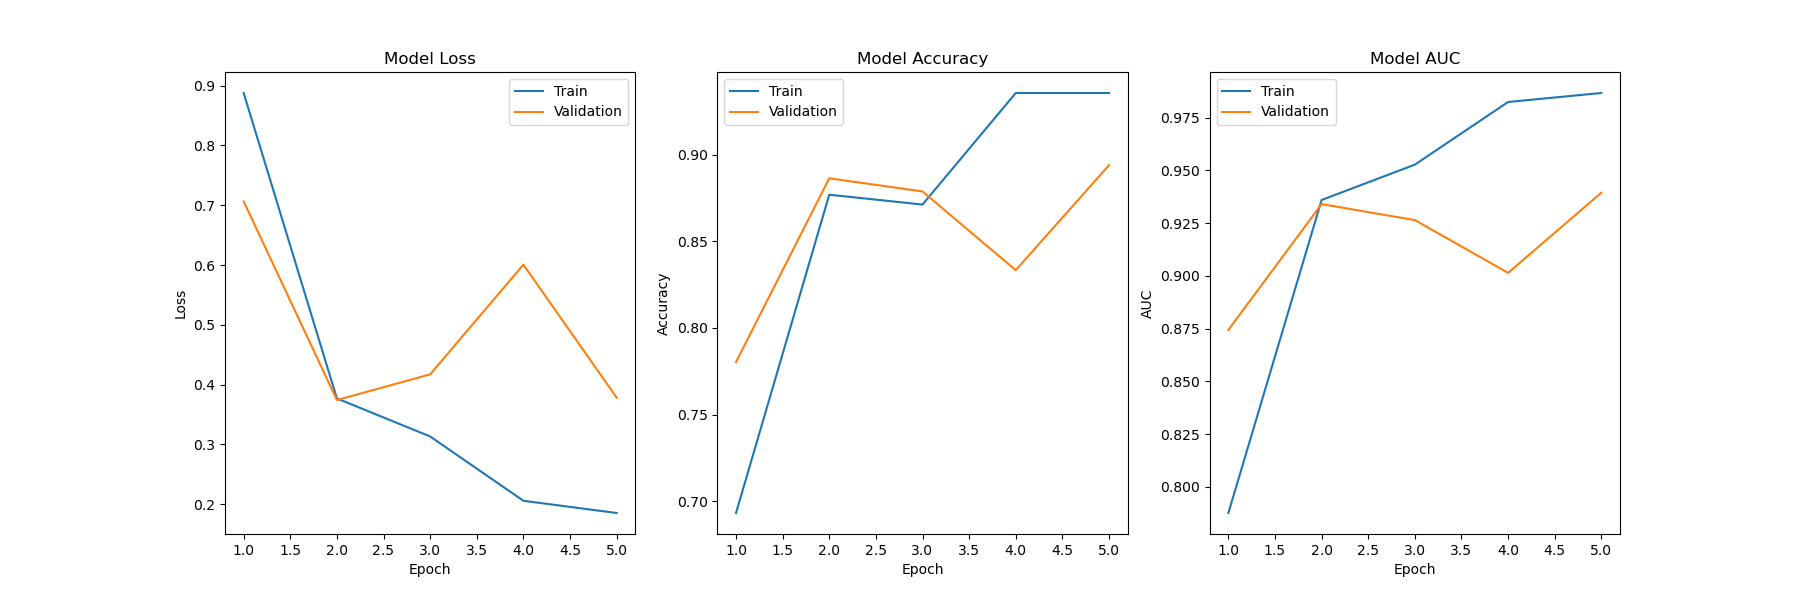 Model Loss
Train
Validation
0.9
0.8
0.7
0.6
0.5
0.4
0.3
0.2
Loss
1.0 1.5 2.0 2.5 3.0 3.5 4.0 4.5 5.0
Epoch
Model Accuracy
Train
Validation
0.90
0.85
0.80
0.75
0.70
Accuracy
1.0 1.5 2.0 2.5 3.0 3.5 4.0 4.5 5.0
Epoch
Model AUC
Train
Validation
0.975
0.950
0.925
0.900
0.875
0.850
0.825
0.800
AUC
1.0 1.5 2.0 2.5 3.0 3.5 4.0 4.5 5.0
Epoch